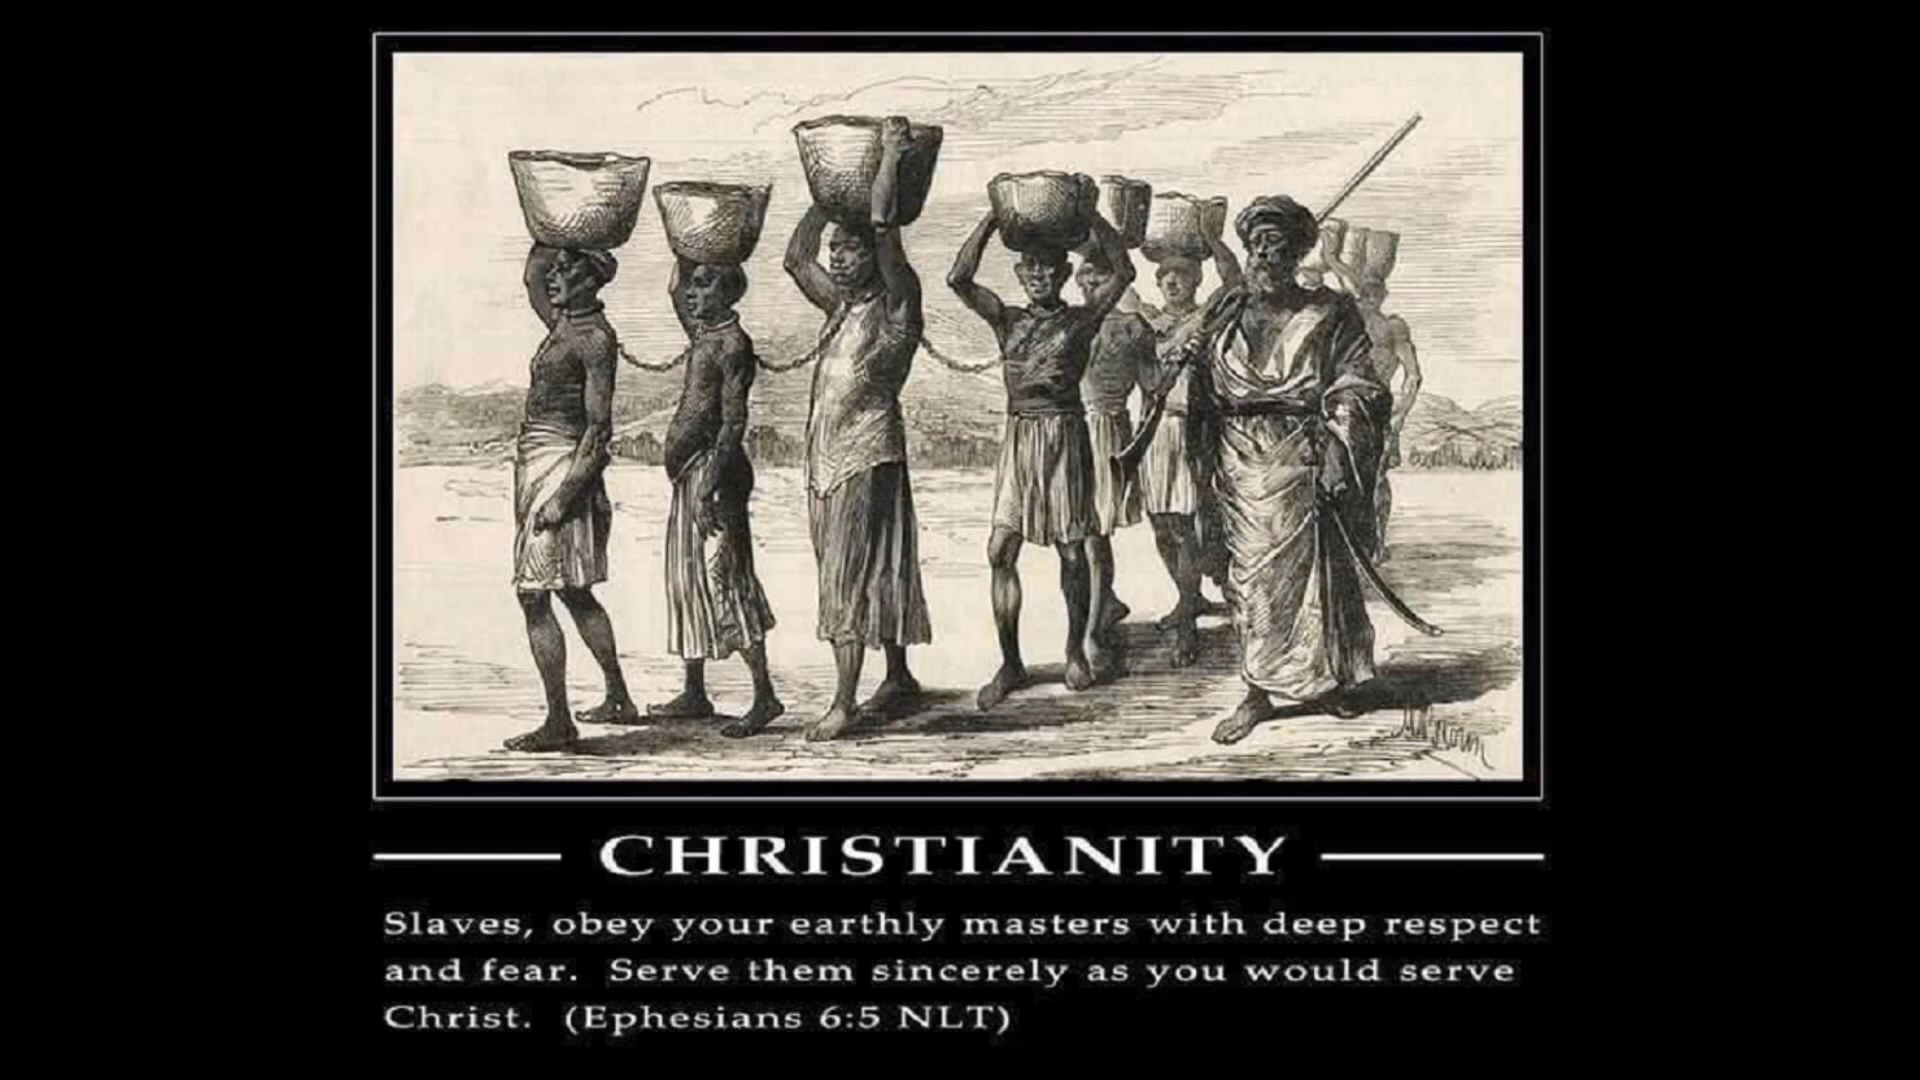 CHRISTIANITY
Slaves, obey your earthly masters with deep respect
and fear. Serve them sincerely as you would serve
Christ. (Ephesians 6:5 NLT)